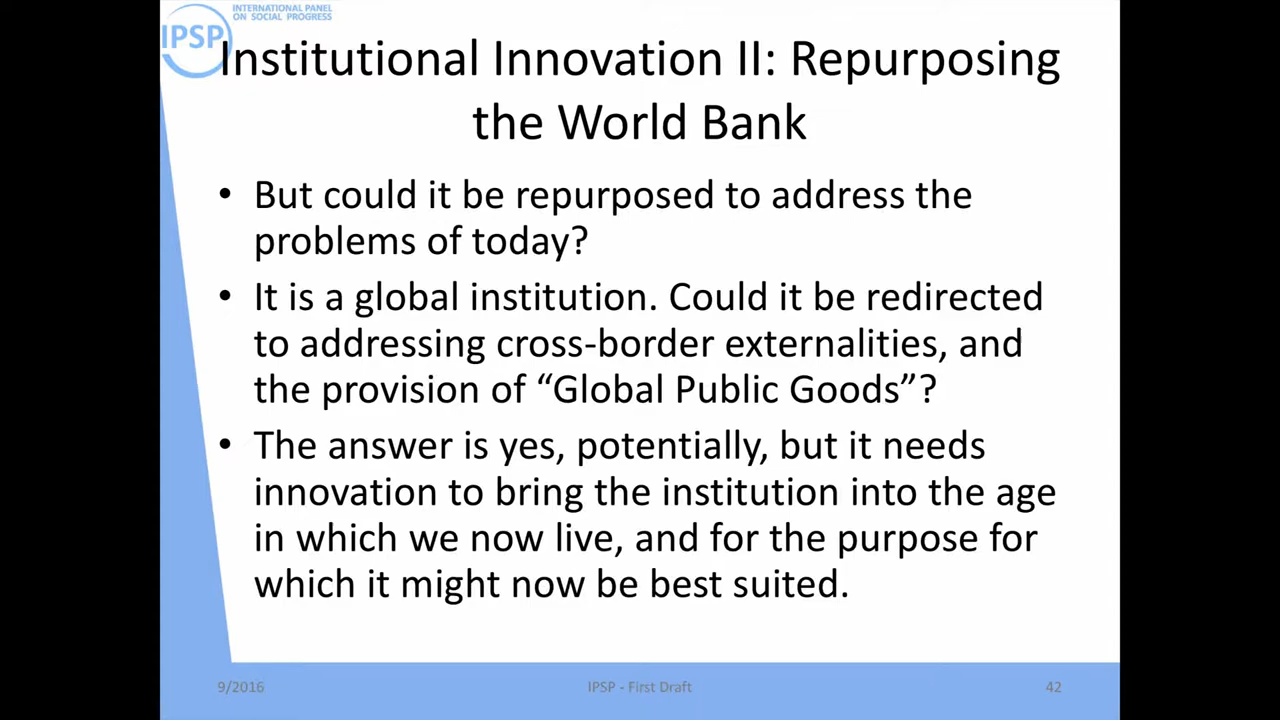 INTERNATIONAL PANEL
ON SOCIAL PROGRESS
IPSP
Institutional Innovation II: Repurposing
the World Bank
• But could it be repurposed to address the
problems of today?
• It is a global institution. Could it be redirected
to addressing cross-border externalities, and
the provision of “Global Public Goods”?
• The answer is yes, potentially, but it needs
innovation to bring the institution into the age
in which we now live, and for the purpose for
which it might now be best suited.
9/2016
IPSP - First Draft
42